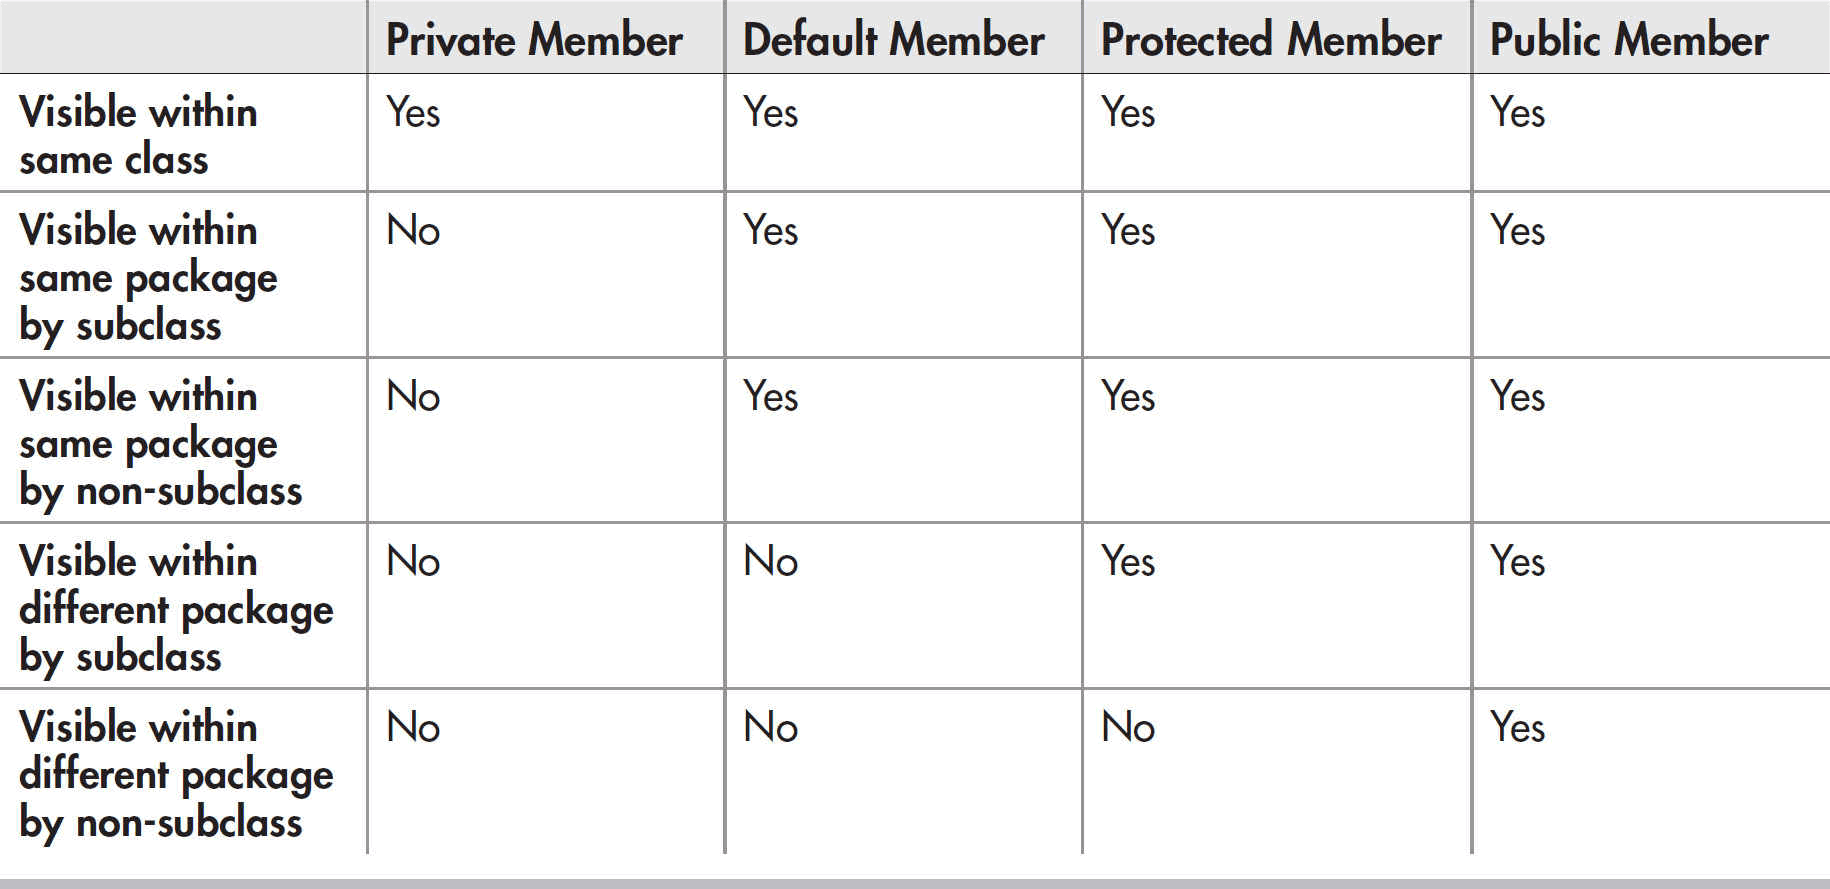 Private Member Default Member Protected Member Public Member
Visible within Yes Yes Yes Yes
same class
Visible within No Yes Yes Yes
same package
by subclass
Visible within No Yes Yes Yes
same package
by non-subclass
Visible within No No Yes Yes
different package
by subclass
Visible within No No No Yes
different package
by non-subclass